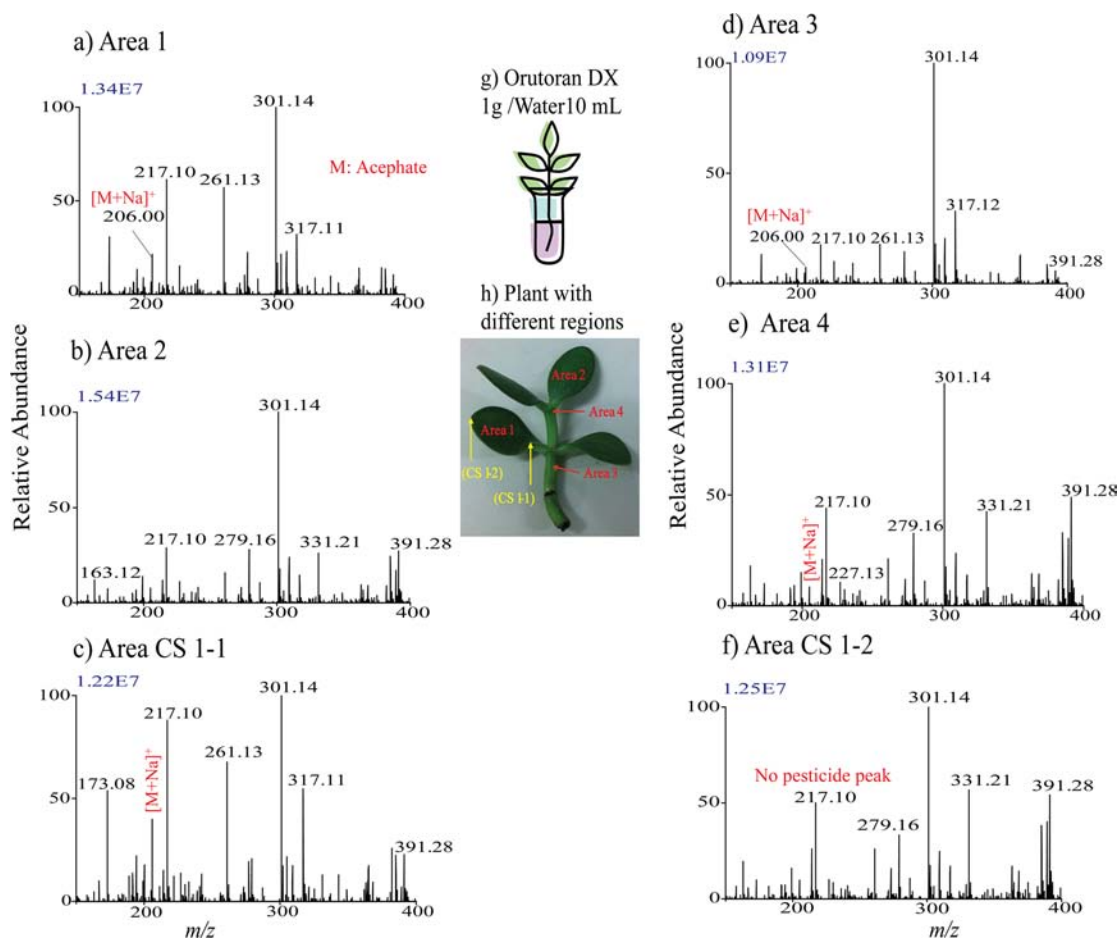 a) Area 1
1.34E7
100
50
0
301.14
217.10
261.13
M: Acephate
[M+Na]⁺
206.00
317.11
200
300
400
b) Area 2
1.54E7
100
50
0
301.14
217.10
279.16
331.21
391.28
163.12
200
300
400
c) Area CS 1-1
1.22E7
100
50
0
301.14
217.10
261.13
173.08
[M+Na]⁺
317.11
391.28
200
300
400
m/z
Relative Abundance
g) Orutoran DX
1g /Water10 mL
h) Plant with
different regions
Area 2
Area 4
Area 1
(CS 1-2)
(CS 1-1)
Area 3
d) Area 3
1.09E7
100
50
0
301.14
317.12
[M+Na]⁺
206.00
217.10
261.13
391.28
200
300
400
e) Area 4
1.31E7
100
50
0
301.14
217.10
331.21
391.28
279.16
[M+Na]⁺
227.13
200
300
400
f) Area CS 1-2
1.25E7
100
50
0
301.14
No pesticide peak
217.10
331.21
391.28
279.16
200
300
400
m/z
Relative Abundance